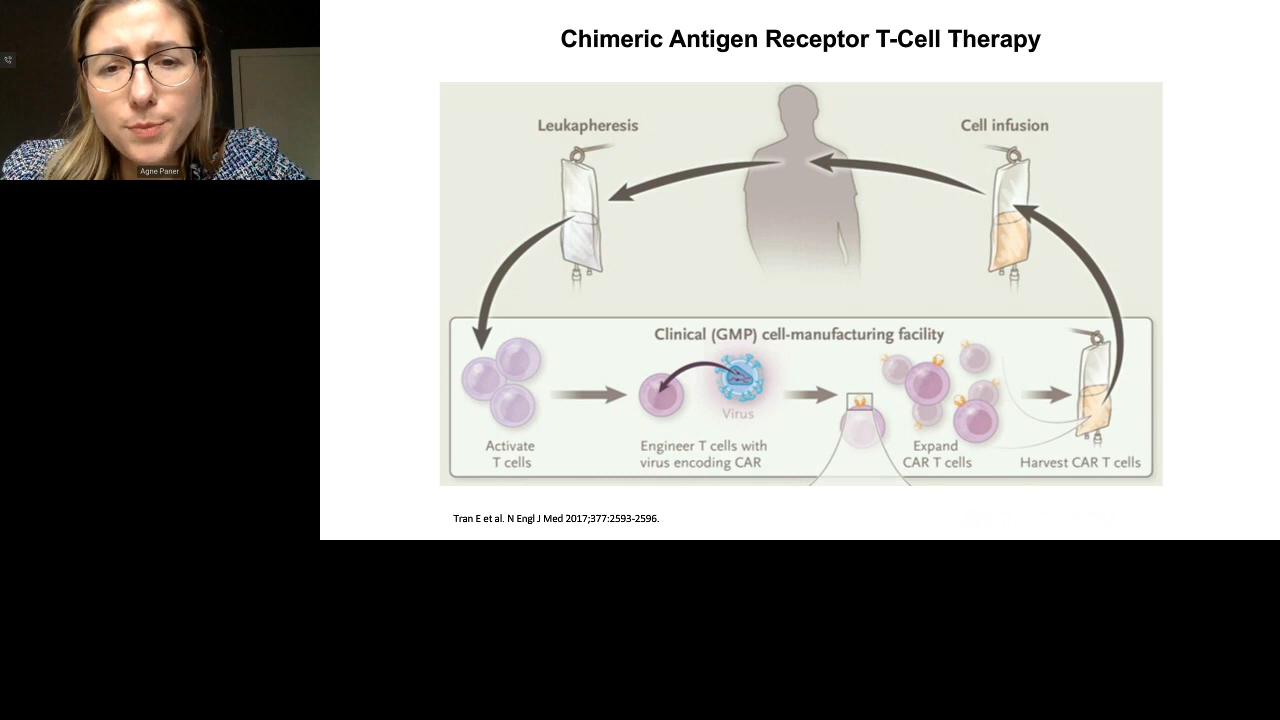 Chimeric Antigen Receptor T-Cell Therapy
Agne Paner
Leukapheresis
Cell infusion
Clinical (GMP) cell-manufacturing facility
Virus
Activate
T cells
Engineer T cells with
virus encoding CAR
Expand
CAR T cells
Harvest CAR T cells
Tran E et al. N Engl J Med 2017;377:2593-2596.